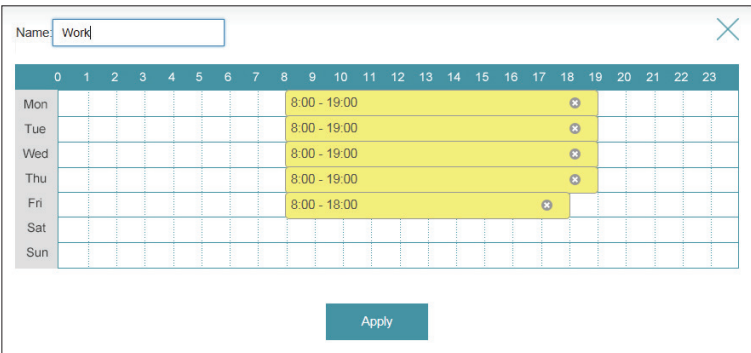 Name: Work
0 1 2 3 4 5 6 7 8 9 10 11 12 13 14 15 16 17 18 19 20 21 22 23
Mon 8:00 - 19:00
Tue 8:00 - 19:00
Wed 8:00 - 19:00
Thu 8:00 - 19:00
Fri 8:00 - 18:00
Sat
Sun
Apply